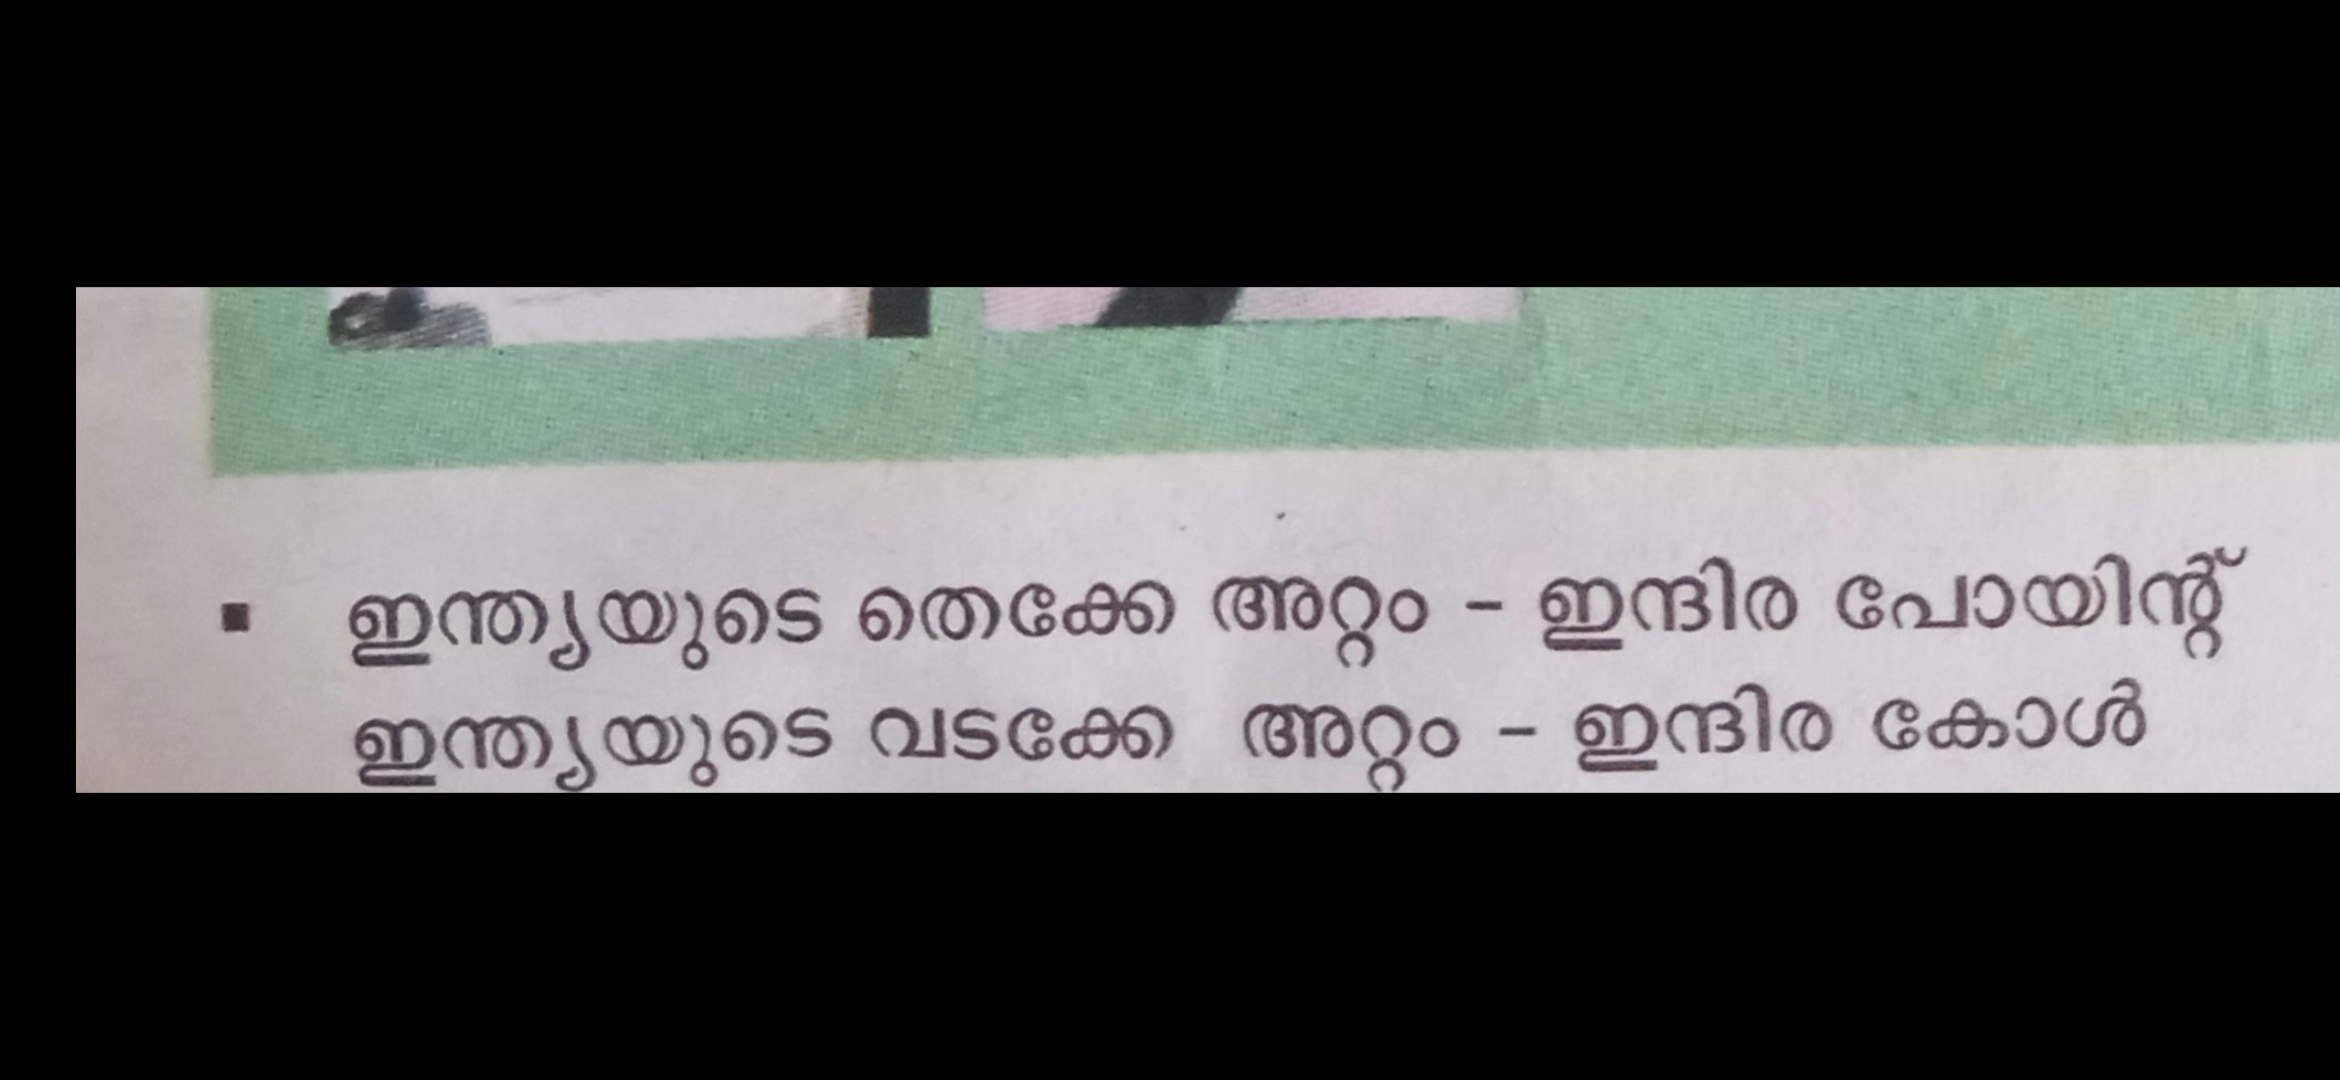 ▪ ഇന്ത്യയുടെ തെക്കേ അറ്റം - ഇന്ദിര പോയിന്റ്
ഇന്ത്യയുടെ വടക്കേ അറ്റം - ഇന്ദിര കോൾ